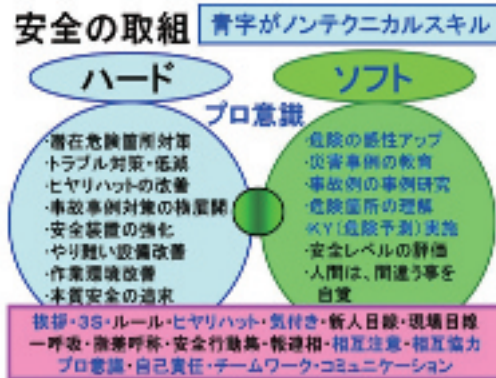 安全の取組
青字がノンテクニカルスキル
ハード
ソフト
プロ意識
・潜在危険箇所対策
・トラブル対策・低減
・ヒヤリハットの改善
・事故事例対策の横展開
・安全装置の強化
・やり難い設備改善
・作業環境改善
・本質安全の追求
・危険の感性アップ
・災害事例の教育
・事故例の事例研究
・危険箇所の理解
・KY(危険予測)実施
・安全レベルの評価
・人間は、間違う事を
自覚
挨拶・3S・ルール・ヒヤリハット・気付き・新人目線・現場目線
一呼吸・指差呼称・安全行動集・報連相・相互注意・相互協力
プロ意識・自己責任・チームワーク・コミュニケーション